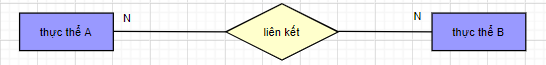 thực thể A
N
liên kết
N
thực thể B